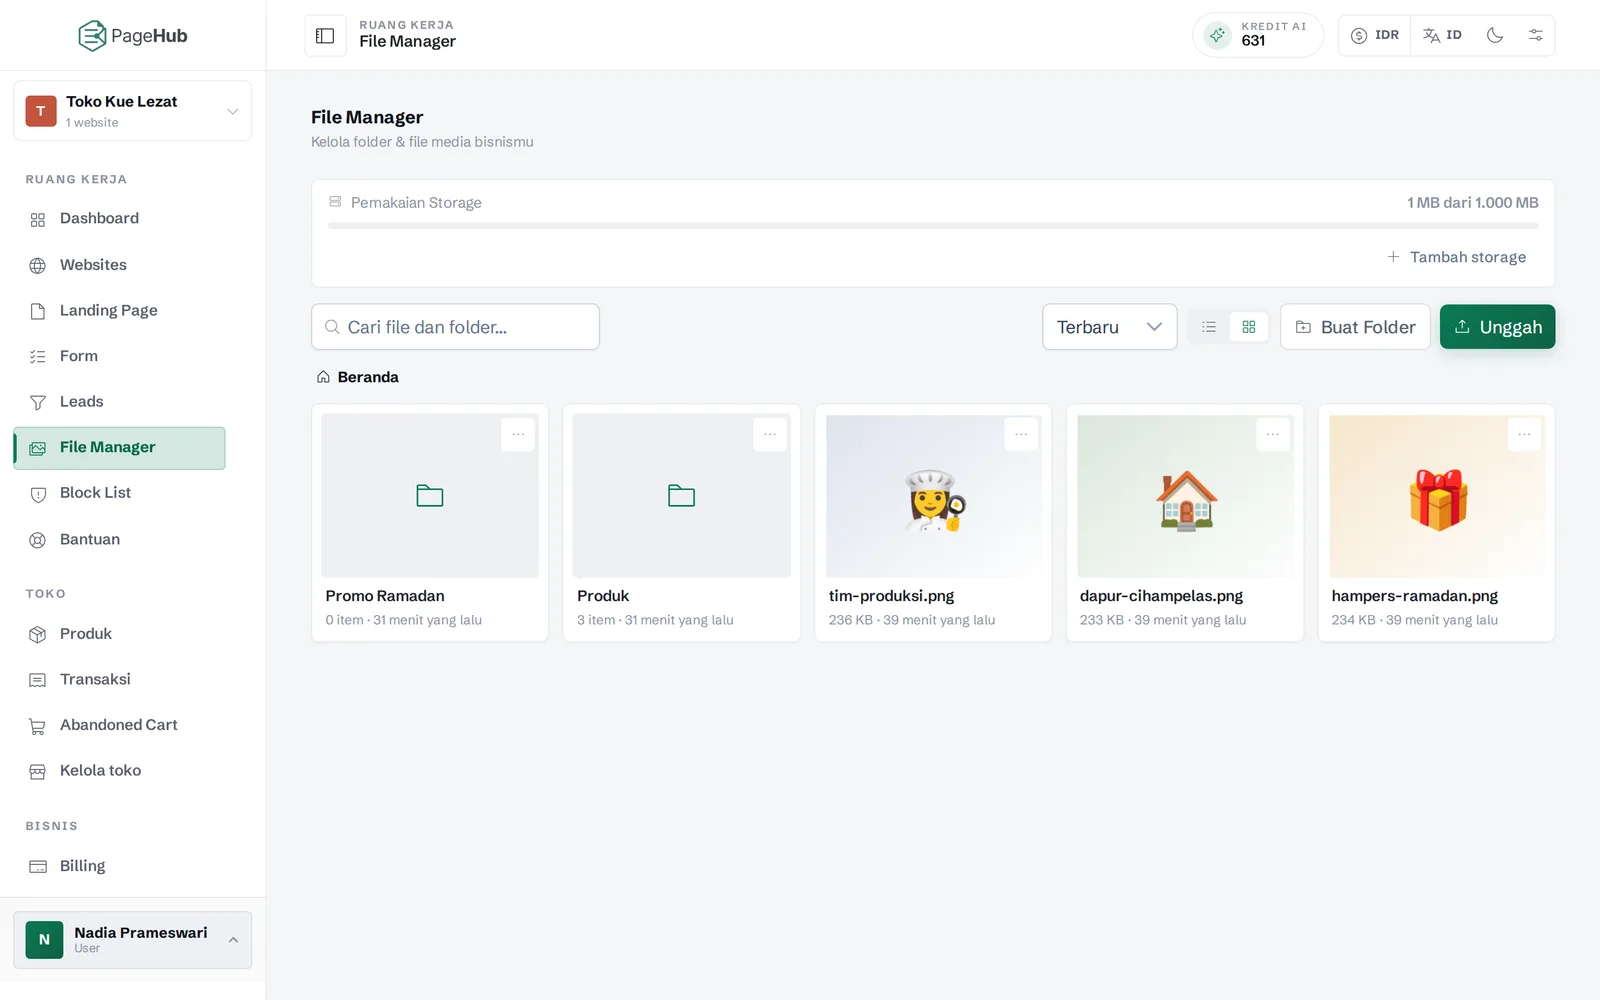 PageHub
RUANG KERJA
File Manager
KREDIT AI
631
IDR
ID
T
Toko Kue Lezat
1 website
RUANG KERJA
Dashboard
Websites
Landing Page
Form
Leads
File Manager
Block List
Bantuan
TOKO
Produk
Transaksi
Abandoned Cart
Kelola toko
BISNIS
Billing
N
Nadia Prameswari
User
File Manager
Kelola folder & file media bisnismu
Pemakaian Storage
1 MB dari 1.000 MB
Tambah storage
Cari file dan folder...
Terbaru
Buat Folder
Unggah
Beranda
Promo Ramadan
0 item · 31 menit yang lalu
Produk
3 item · 31 menit yang lalu
tim-produksi.png
236 KB · 39 menit yang lalu
dapur-cihampelas.png
233 KB · 39 menit yang lalu
hampers-ramadan.png
234 KB · 39 menit yang lalu